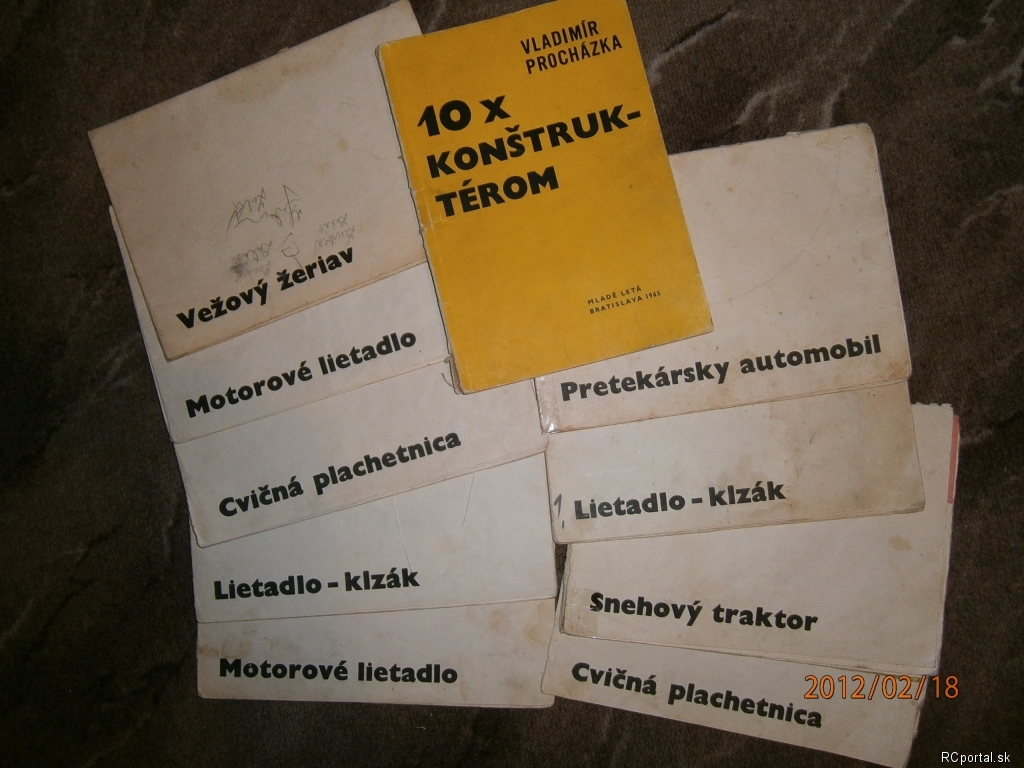 VLADIMÍR
PROCHÁZKA
10 x
KONŠTRUK-
TÉROM
MLADÉ LETÁ
BRATISLAVA 1965
Vežový žeriav
Motorové lietadlo
Cvičná plachetnica
Lietadlo - klzák
Motorové lietadlo
Pretekársky automobil
1, Lietadlo - klzák
Snehový traktor
Cvičná plachetnica
2012/02/18
RCportal.sk